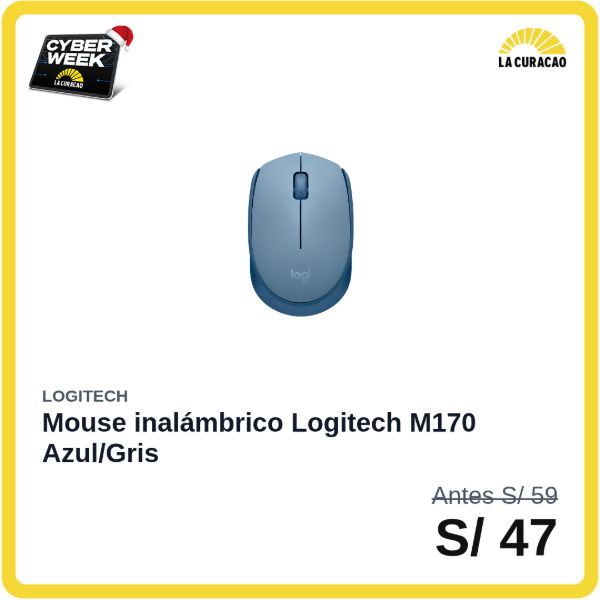 CYBER
WEEK
LA CURACAO
LA CURACAO
logi
LOGITECH
Mouse inalámbrico Logitech M170
Azul/Gris
Antes S/ 59
S/ 47